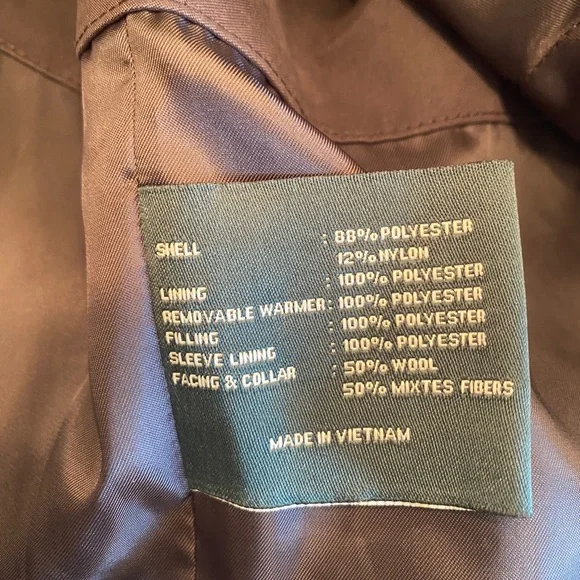 SHELL : 88% POLYESTER
12% NYLON
LINING : 100% POLYESTER
REMOVABLE WARMER : 100% POLYESTER
FILLING : 100% POLYESTER
SLEEVE LINING : 100% POLYESTER
FACING & COLLAR : 50% WOOL
50% MIXTES FIBERS
MADE IN VIETNAM